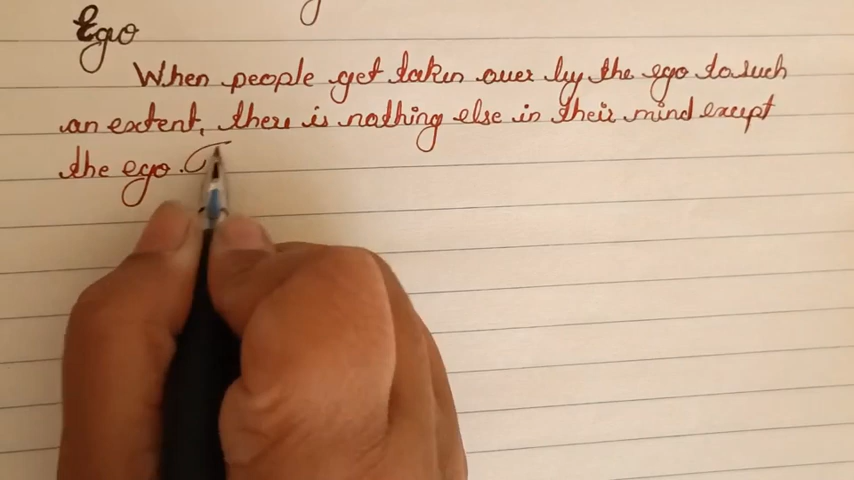 Ego
When people get taken over by the ego to such
an extent, there is nothing else in their mind except
the ego.